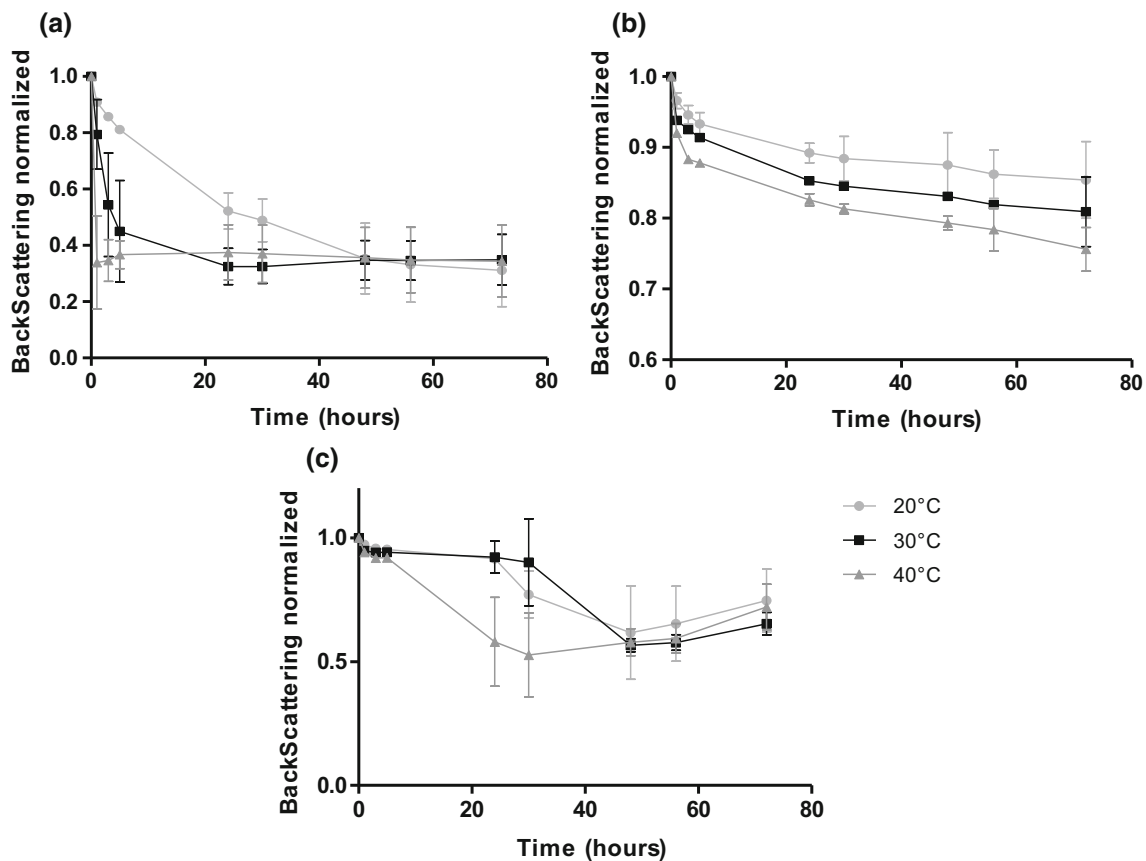 (a)
BackScattering normalized
1.0
0.8
0.6
0.4
0.2
0.0
0 20 40 60 80
Time (hours)
(b)
BackScattering normalized
1.0
0.9
0.8
0.7
0.6
0 20 40 60 80
Time (hours)
(c)
BackScattering normalized
1.0
0.5
0.0
0 20 40 60 80
Time (hours)
20°C
30°C
40°C